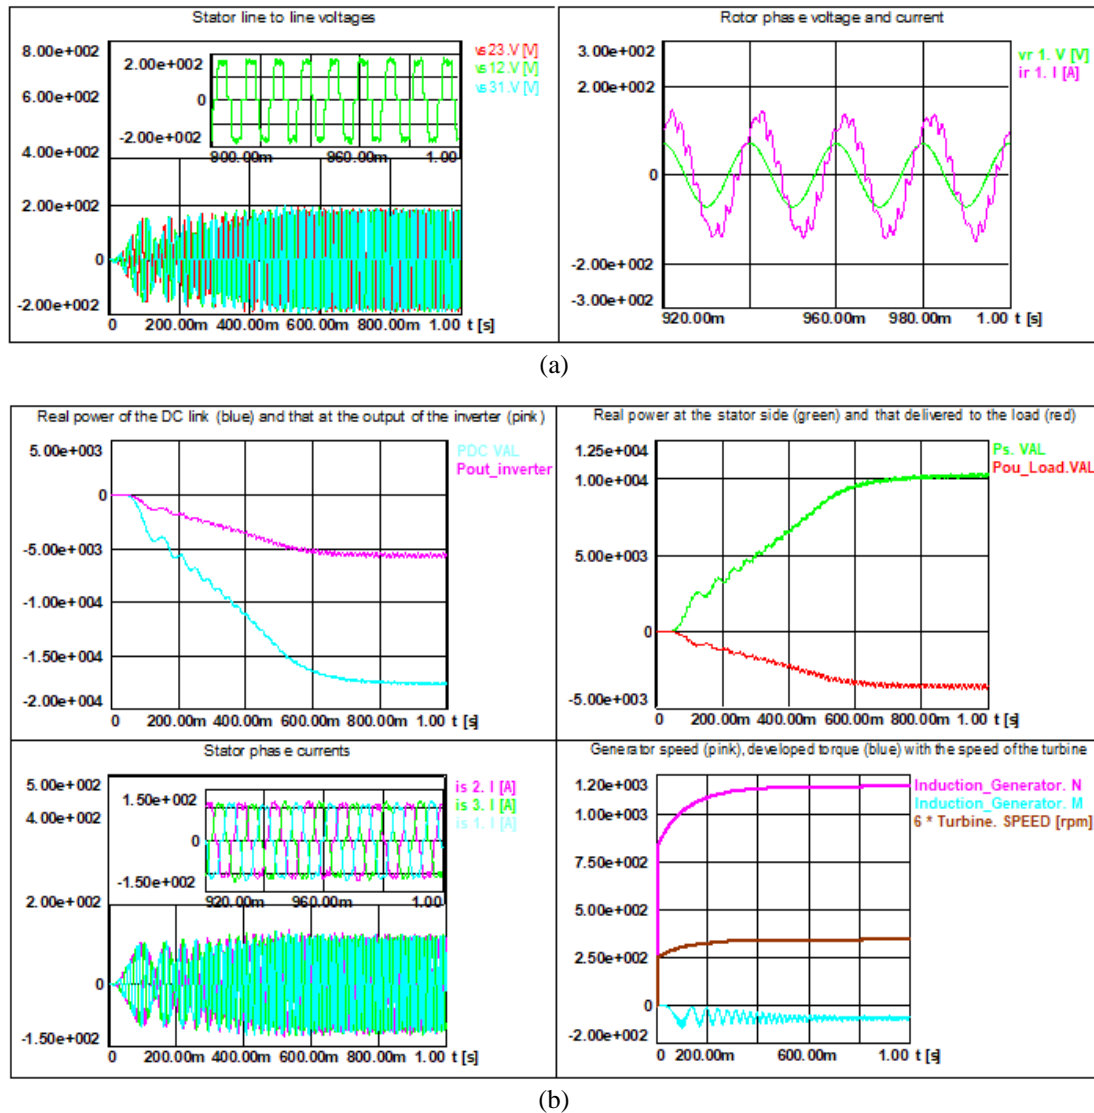 Stator line to line voltages
8.00e+002
6.00e+002
4.00e+002
2.00e+002
0
-2.00e+002
vs23.V [V]
vs12.V [V]
vs31.V [V]
2.00e+002
0
-2.00e+002
900.00m 960.00m 1.00
0 200.00m 400.00m 600.00m 800.00m 1.00 t [s]
Rotor phase voltage and current
3.00e+002
2.00e+002
0
-2.00e+002
-3.00e+002
vr 1. V [V]
ir 1. I [A]
920.00m 960.00m 980.00m 1.00 t [s]
(a)
Real power of the DC link (blue) and that at the output of the inverter (pink)
5.00e+003
0
-5.00e+003
-1.00e+004
-1.50e+004
-2.00e+004
PDC VAL
Pout_inverter
0 200.00m 400.00m 600.00m 800.00m 1.00
t [s]
Real power at the stator side (green) and that delivered to the load (red)
1.25e+004
1.00e+004
5.00e+003
0
-5.00e+003
Ps. VAL
Pou_Load.VAL
0 200.00m 400.00m 600.00m 800.00m 1.00
t [s]
Stator phase currents
5.00e+002
4.00e+002
2.00e+002
0
-1.50e+002
is 2. I [A]
is 3. I [A]
is 1. I [A]
1.50e+002
0
-1.50e+002
920.00m 960.00m 1.00
0 200.00m 400.00m 600.00m 800.00m 1.00
t [s]
Generator speed (pink), developed torque (blue) with the speed of the turbine
1.20e+003
1.00e+003
7.50e+002
5.00e+002
2.50e+002
0
-2.00e+002
Induction_Generator. N
Induction_Generator. M
6 * Turbine. SPEED [rpm]
0 200.00m 600.00m 1.00
t [s]
(b)